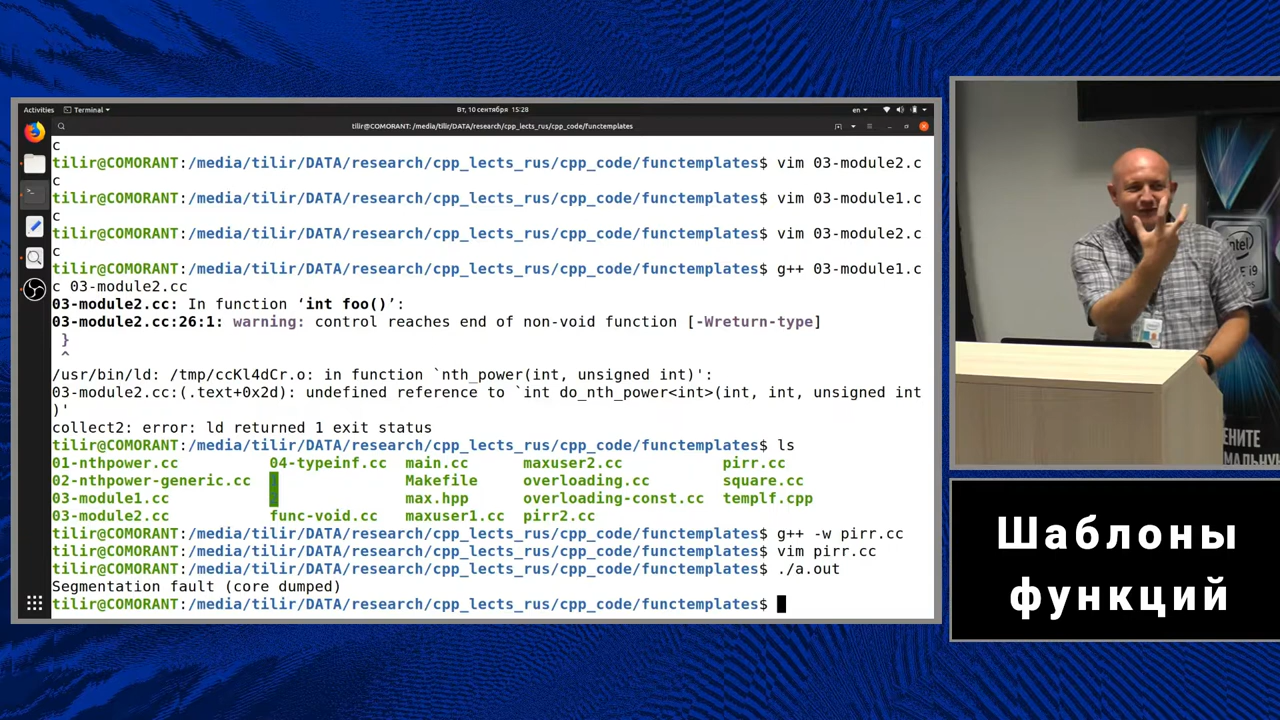 Activities
Terminal
Вт, 10 сентября 15:28
en
tilir@COMORANT: /media/tilir/DATA/research/cpp_lects_rus/cpp_code/functemplates
c
tilir@COMORANT:/media/tilir/DATA/research/cpp_lects_rus/cpp_code/functemplates$ vim 03-module2.c
c
tilir@COMORANT:/media/tilir/DATA/research/cpp_lects_rus/cpp_code/functemplates$ vim 03-module1.c
c
tilir@COMORANT:/media/tilir/DATA/research/cpp_lects_rus/cpp_code/functemplates$ vim 03-module2.c
c
tilir@COMORANT:/media/tilir/DATA/research/cpp_lects_rus/cpp_code/functemplates$ g++ 03-module1.c
c 03-module2.cc
03-module2.cc: In function ‘int foo()’:
03-module2.cc:26:1: warning: control reaches end of non-void function [-Wreturn-type]
}
^
/usr/bin/ld: /tmp/ccKl4dCr.o: in function `nth_power(int, unsigned int)':
03-module2.cc:(.text+0x2d): undefined reference to `int do_nth_power<int>(int, int, unsigned int
)'
collect2: error: ld returned 1 exit status
tilir@COMORANT:/media/tilir/DATA/research/cpp_lects_rus/cpp_code/functemplates$ ls
01-nthpower.cc 04-typeinf.cc main.cc maxuser2.cc pirr.cc
02-nthpower-generic.cc Makefile overloading.cc square.cc
03-module1.cc max.hpp overloading-const.cc templf.cpp
03-module2.cc func-void.cc maxuser1.cc pirr2.cc
tilir@COMORANT:/media/tilir/DATA/research/cpp_lects_rus/cpp_code/functemplates$ g++ -w pirr.cc
tilir@COMORANT:/media/tilir/DATA/research/cpp_lects_rus/cpp_code/functemplates$ vim pirr.cc
tilir@COMORANT:/media/tilir/DATA/research/cpp_lects_rus/cpp_code/functemplates$ ./a.out
Segmentation fault (core dumped)
tilir@COMORANT:/media/tilir/DATA/research/cpp_lects_rus/cpp_code/functemplates$
intel
i9
ЕНИТЕ
Шаблоны
функций